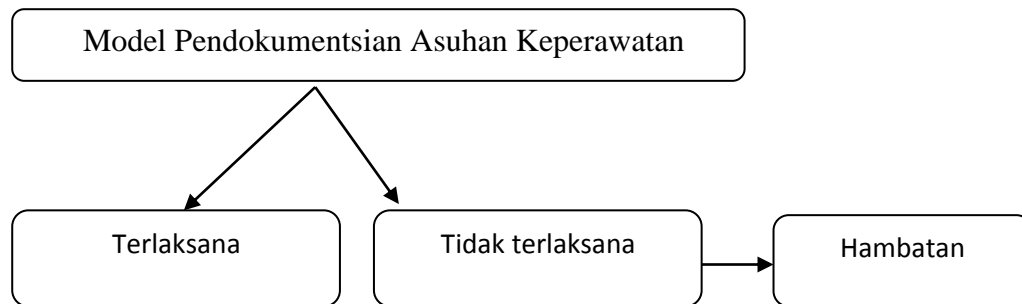 Model Pendokumentsian Asuhan Keperawatan
Terlaksana
Tidak terlaksana
Hambatan